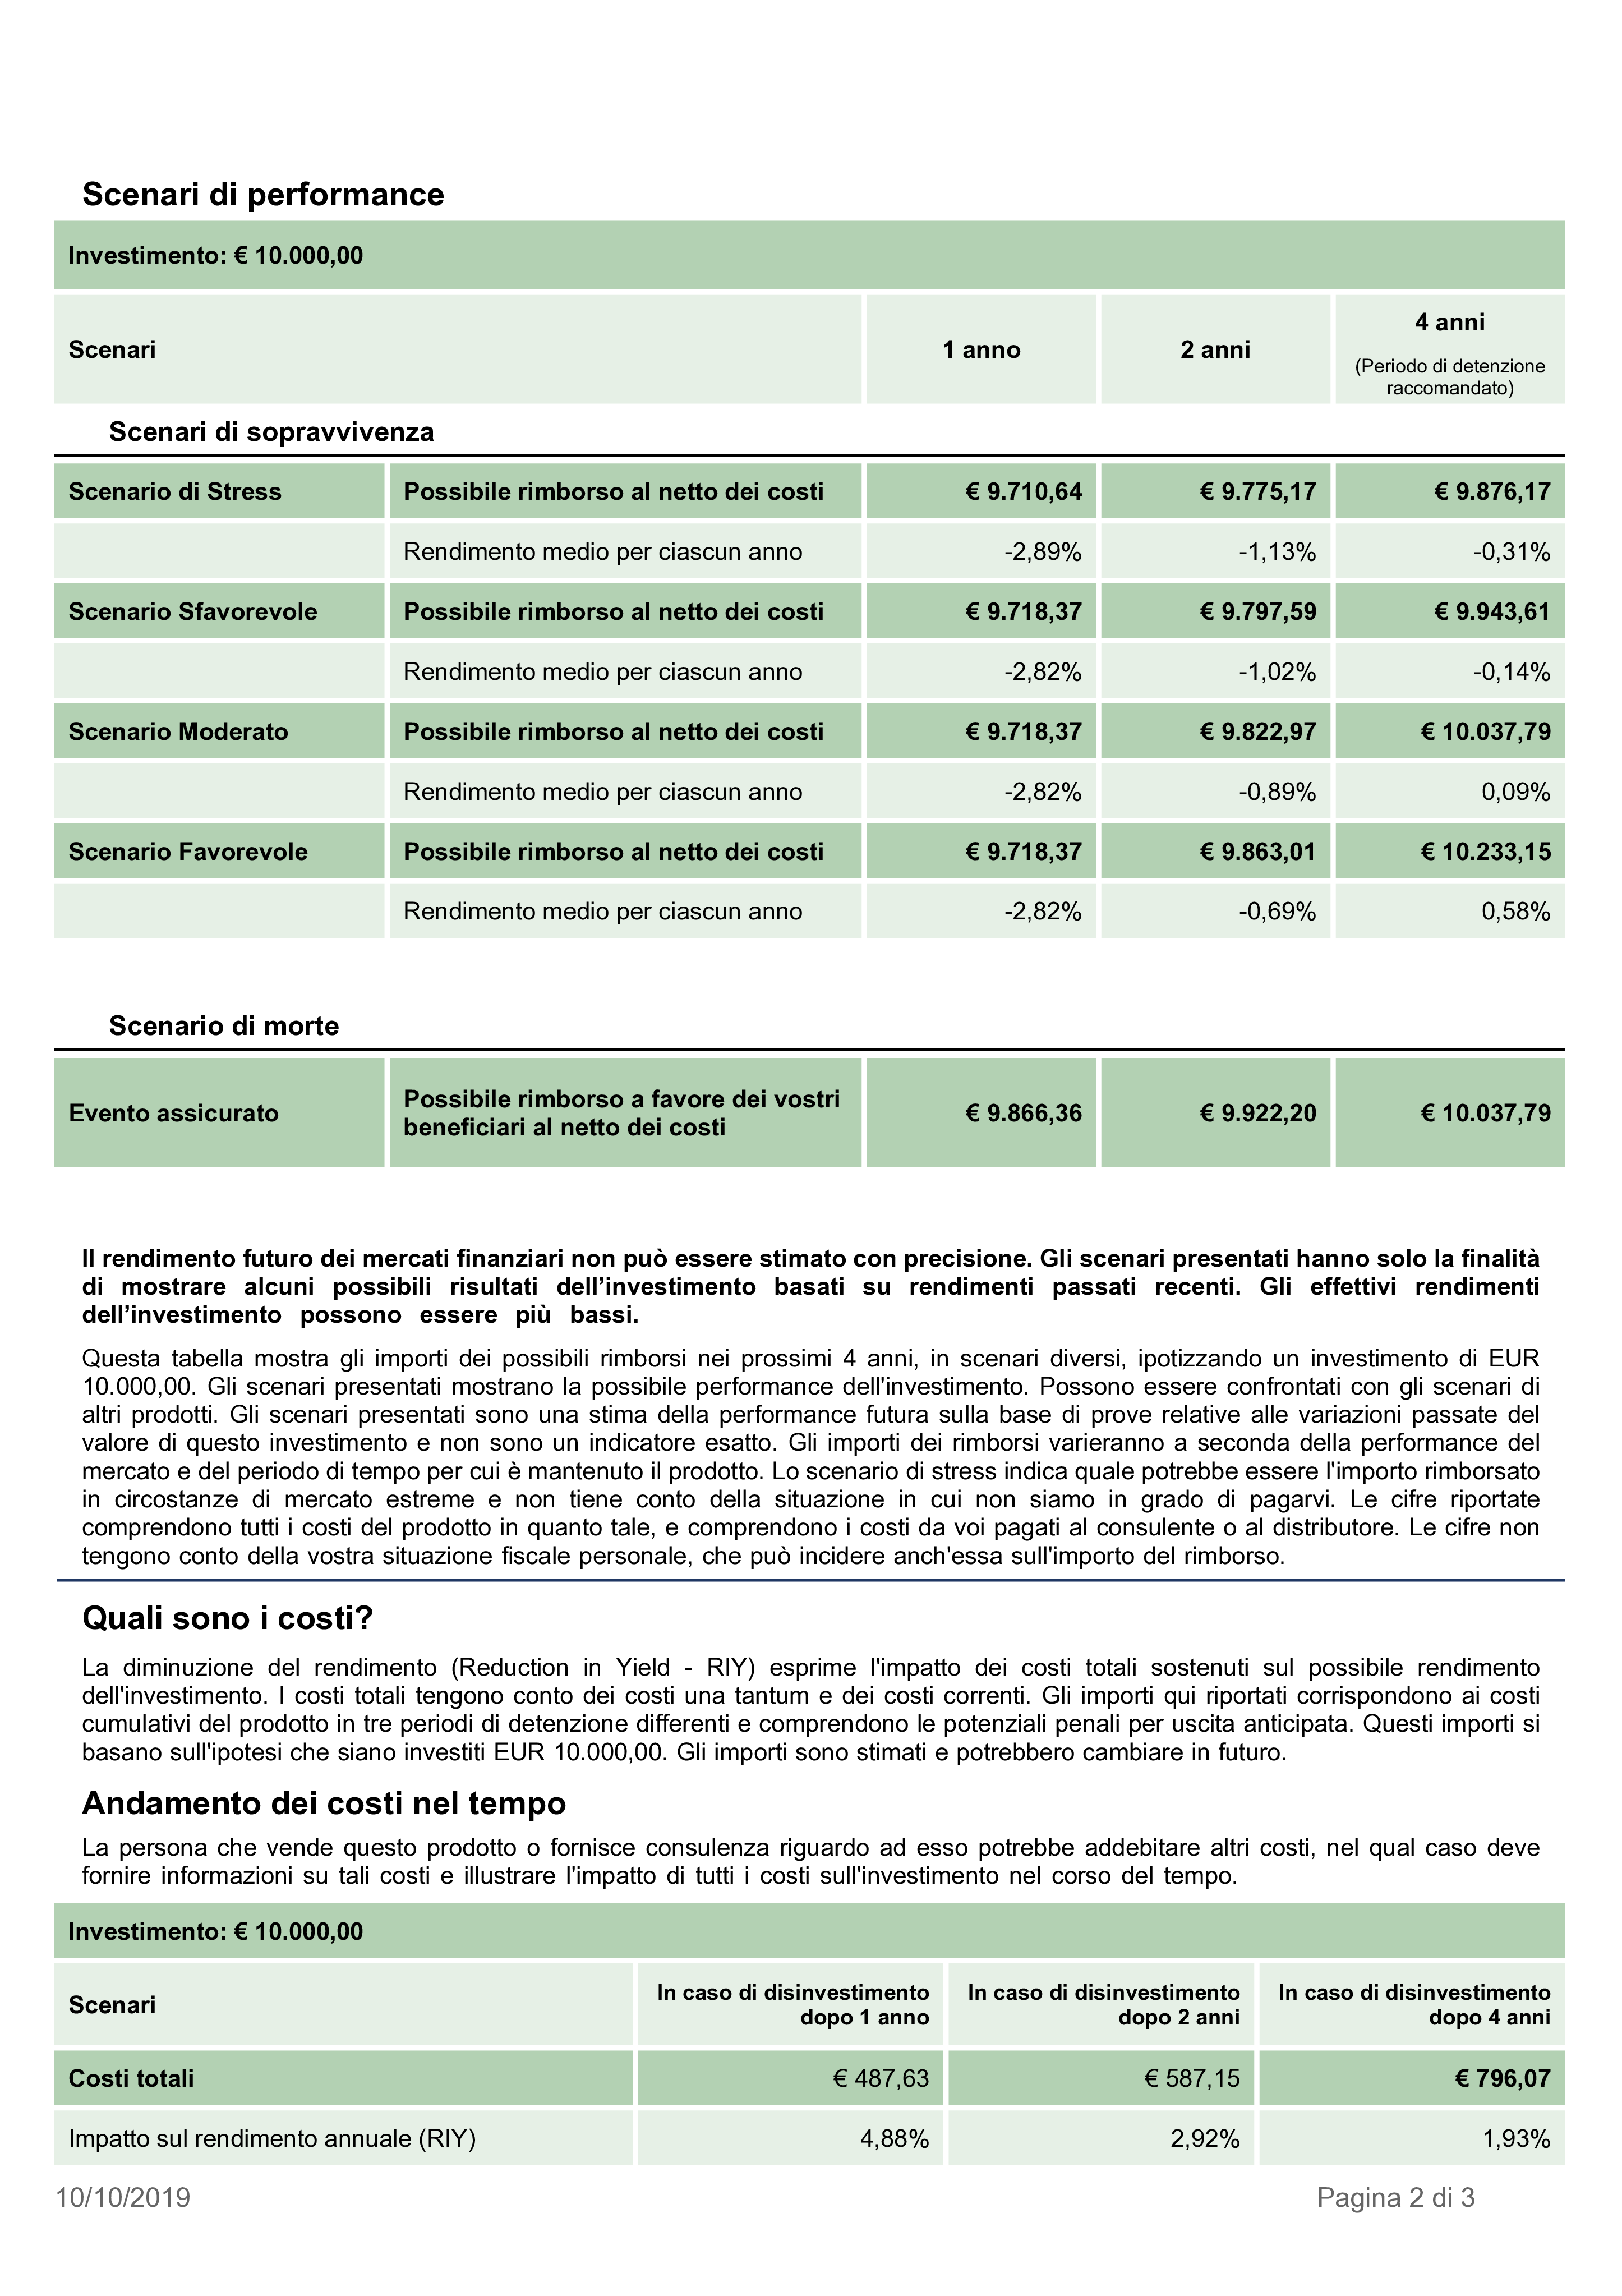 Scenari di performance
Investimento: € 10.000,00
Scenari
1 anno
2 anni
4 anni
(Periodo di detenzione
raccomandato)
Scenari di sopravvivenza
Scenario di Stress
Possibile rimborso al netto dei costi
€ 9.710,64
€ 9.775,17
€ 9.876,17
Rendimento medio per ciascun anno
-2,89%
-1,13%
-0,31%
Scenario Sfavorevole
Possibile rimborso al netto dei costi
€ 9.718,37
€ 9.797,59
€ 9.943,61
Rendimento medio per ciascun anno
-2,82%
-1,02%
-0,14%
Scenario Moderato
Possibile rimborso al netto dei costi
€ 9.718,37
€ 9.822,97
€ 10.037,79
Rendimento medio per ciascun anno
-2,82%
-0,89%
0,09%
Scenario Favorevole
Possibile rimborso al netto dei costi
€ 9.718,37
€ 9.863,01
€ 10.233,15
Rendimento medio per ciascun anno
-2,82%
-0,69%
0,58%
Scenario di morte
Evento assicurato
Possibile rimborso a favore dei vostri
beneficiari al netto dei costi
€ 9.866,36
€ 9.922,20
€ 10.037,79
Il rendimento futuro dei mercati finanziari non può essere stimato con precisione. Gli scenari presentati hanno solo la finalità
di mostrare alcuni possibili risultati dell’investimento basati su rendimenti passati recenti. Gli effettivi rendimenti
dell’investimento possono essere più bassi.
Questa tabella mostra gli importi dei possibili rimborsi nei prossimi 4 anni, in scenari diversi, ipotizzando un investimento di EUR
10.000,00. Gli scenari presentati mostrano la possibile performance dell'investimento. Possono essere confrontati con gli scenari di
altri prodotti. Gli scenari presentati sono una stima della performance futura sulla base di prove relative alle variazioni passate del
valore di questo investimento e non sono un indicatore esatto. Gli importi dei rimborsi varieranno a seconda della performance del
mercato e del periodo di tempo per cui è mantenuto il prodotto. Lo scenario di stress indica quale potrebbe essere l'importo rimborsato
in circostanze di mercato estreme e non tiene conto della situazione in cui non siamo in grado di pagarvi. Le cifre riportate
comprendono tutti i costi del prodotto in quanto tale, e comprendono i costi da voi pagati al consulente o al distributore. Le cifre non
tengono conto della vostra situazione fiscale personale, che può incidere anch'essa sull'importo del rimborso.
Quali sono i costi?
La diminuzione del rendimento (Reduction in Yield - RIY) esprime l'impatto dei costi totali sostenuti sul possibile rendimento
dell'investimento. I costi totali tengono conto dei costi una tantum e dei costi correnti. Gli importi qui riportati corrispondono ai costi
cumulativi del prodotto in tre periodi di detenzione differenti e comprendono le potenziali penali per uscita anticipata. Questi importi si
basano sull'ipotesi che siano investiti EUR 10.000,00. Gli importi sono stimati e potrebbero cambiare in futuro.
Andamento dei costi nel tempo
La persona che vende questo prodotto o fornisce consulenza riguardo ad esso potrebbe addebitare altri costi, nel qual caso deve
fornire informazioni su tali costi e illustrare l'impatto di tutti i costi sull'investimento nel corso del tempo.
Investimento: € 10.000,00
Scenari
In caso di disinvestimento
dopo 1 anno
In caso di disinvestimento
dopo 2 anni
In caso di disinvestimento
dopo 4 anni
Costi totali
€ 487,63
€ 587,15
€ 796,07
Impatto sul rendimento annuale (RIY)
4,88%
2,92%
1,93%
10/10/2019
Pagina 2 di 3